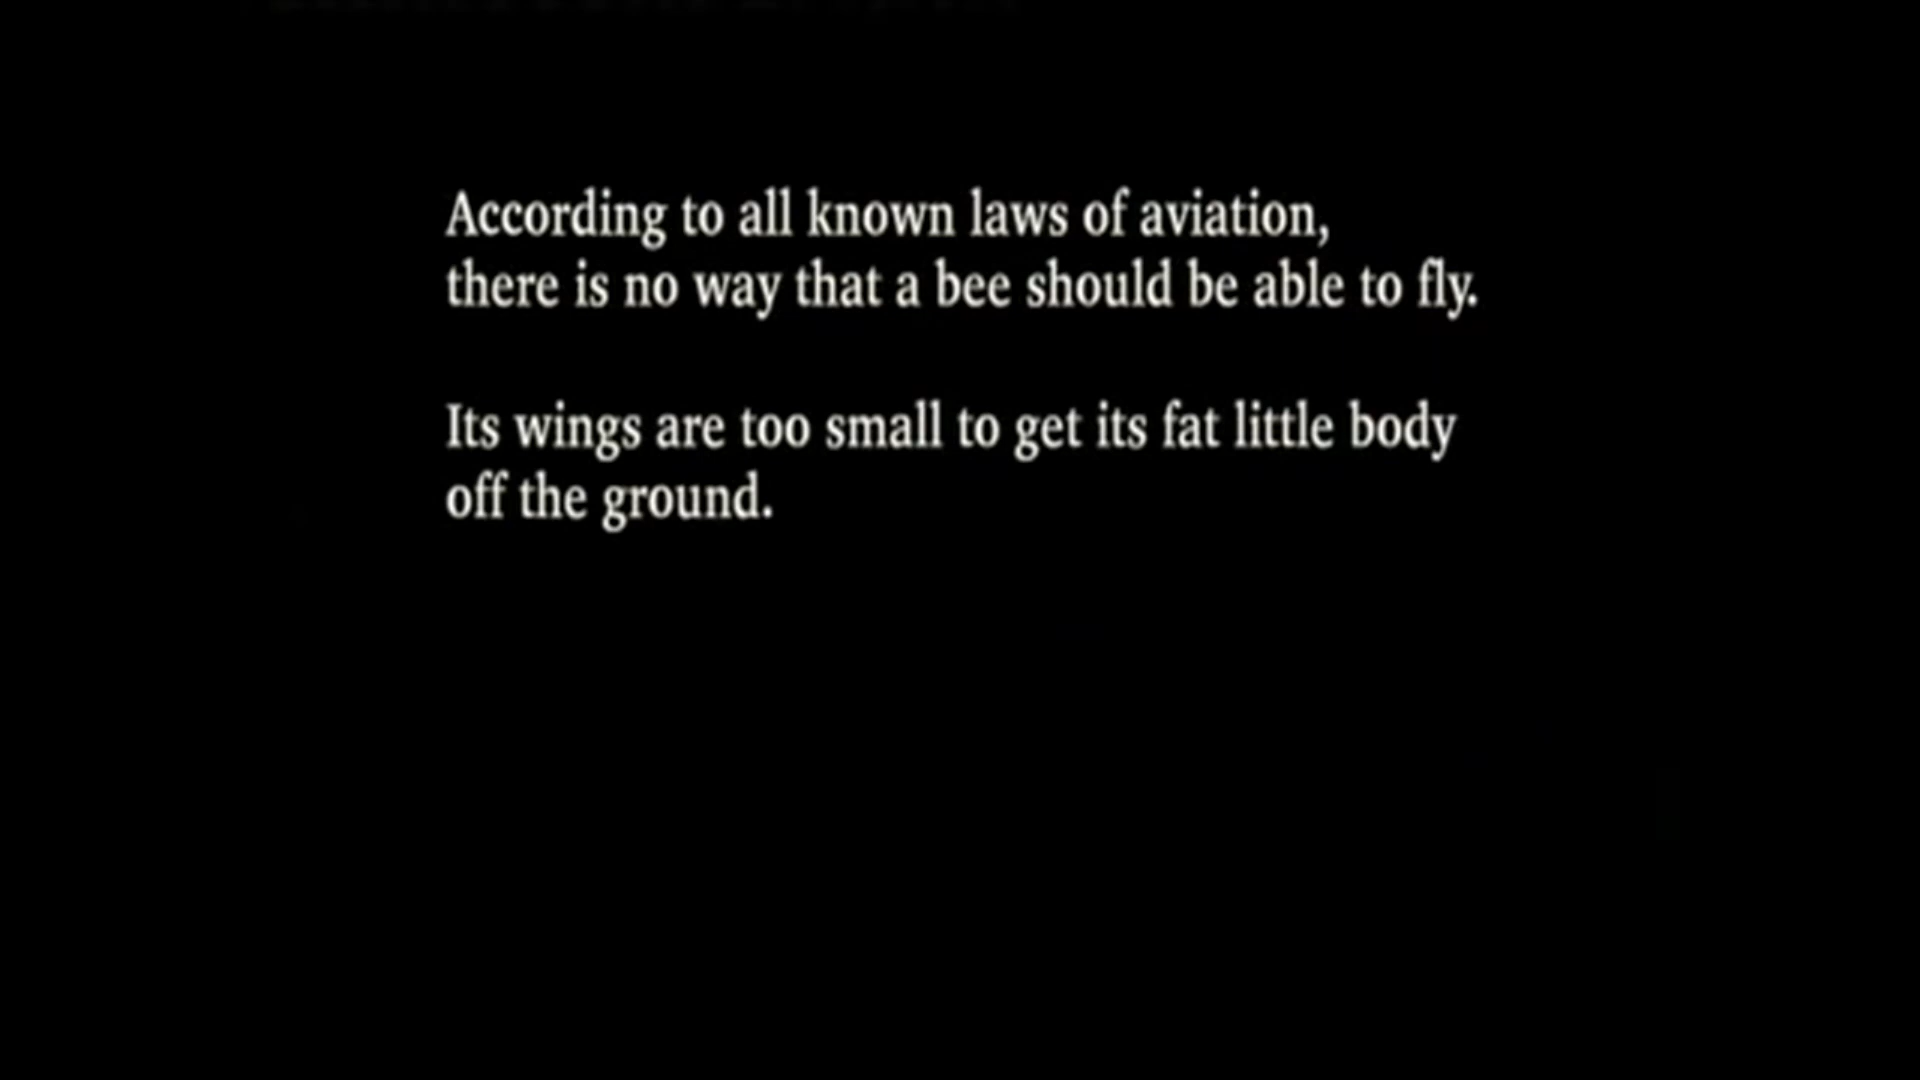 According to all known laws of aviation,
there is no way that a bee should be able to fly.
Its wings are too small to get its fat little body
off the ground.